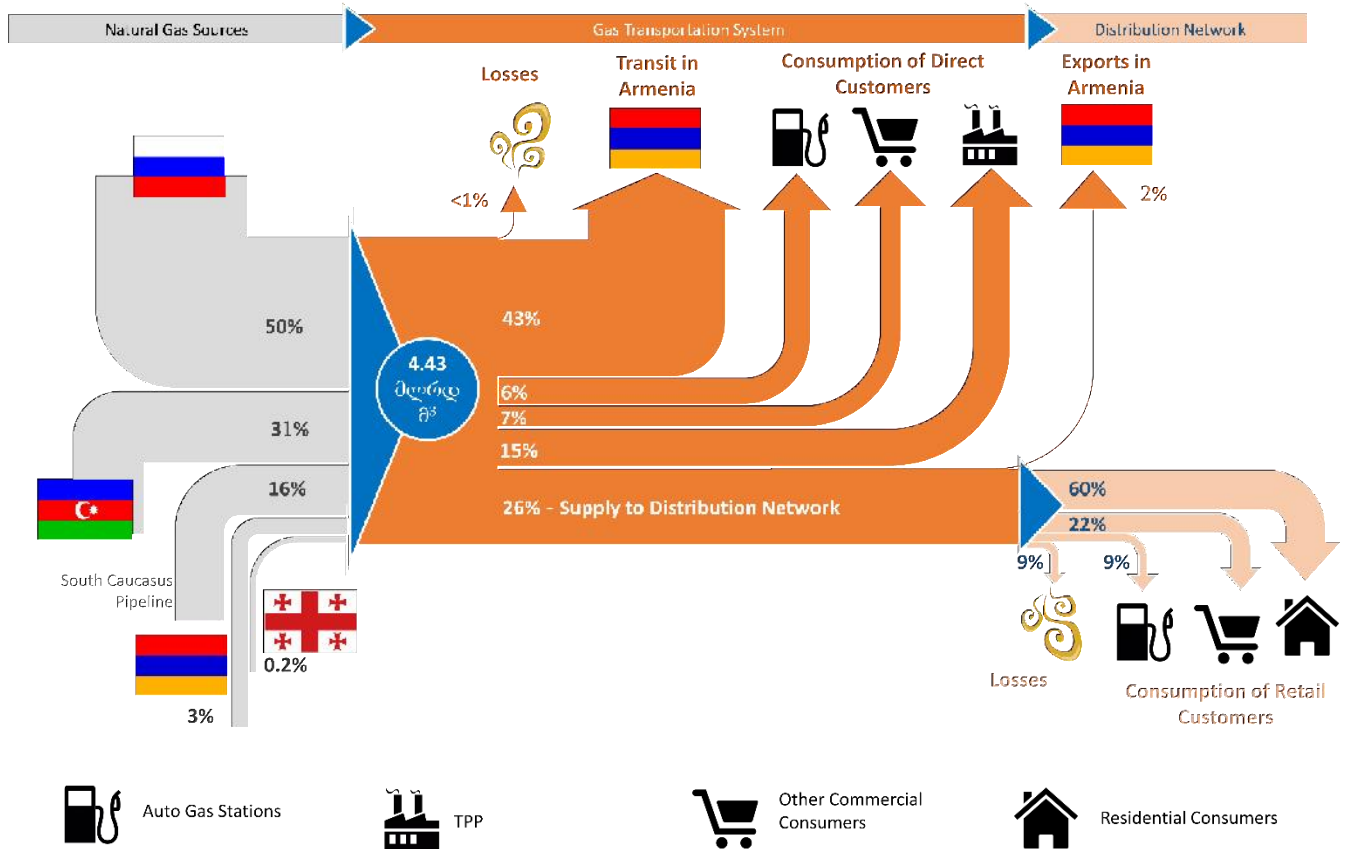 Natural Gas Sources
Gas Transportation System
Distribution Network
Losses
Transit in
Armenia
Consumption of Direct
Customers
Exports in
Armenia
<1%
2%
50%
43%
4.43
მლრდ
მ³
6%
7%
31%
15%
16%
26% - Supply to Distribution Network
60%
22%
9%
9%
South Caucasus
Pipeline
0.2%
3%
Losses
Consumption of Retail
Customers
Auto Gas Stations
TPP
Other Commercial
Consumers
Residential Consumers